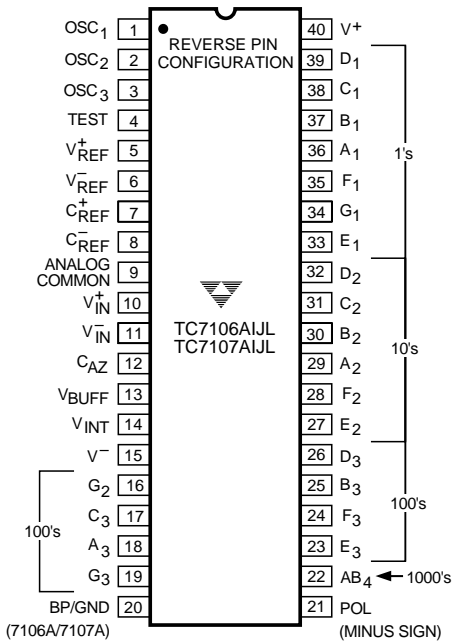 OSC1 1 40 V+
REVERSE PIN
CONFIGURATION
OSC2 2 39 D1
OSC3 3 38 C1
TEST 4 37 B1
V+REF 5 36 A1
1's
V−REF 6 35 F1
C+REF 7 34 G1
C−REF 8 33 E1
ANALOG
COMMON 9 32 D2
V+IN 10 31 C2
TC7106AIJL
TC7107AIJL
V−IN 11 30 B2
10's
CAZ 12 29 A2
VBUFF 13 28 F2
VINT 14 27 E2
V− 15 26 D3
G2 16 25 B3
100's
C3 17 24 F3
100's
A3 18 23 E3
G3 19 22 AB4 1000's
BP/GND 20 21 POL
(7106A/7107A) (MINUS SIGN)